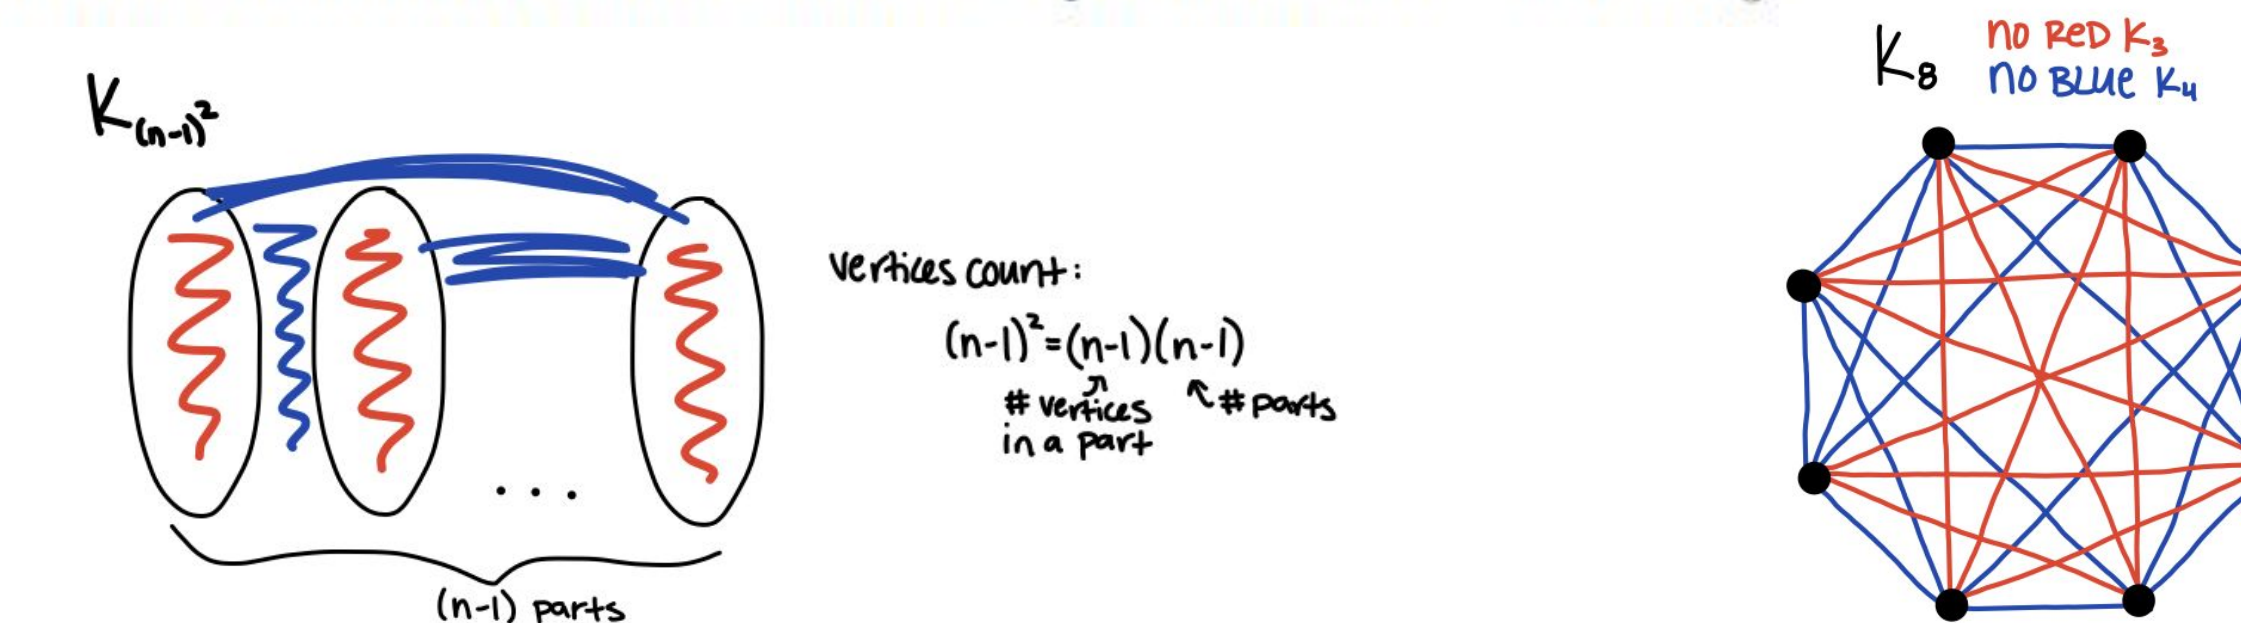 K(n-1)²
(n-1) parts
vertices count:
(n-1)²=(n-1)(n-1)
# vertices
in a part
# parts
K₈
no ReD K₃
no BLUe K₄